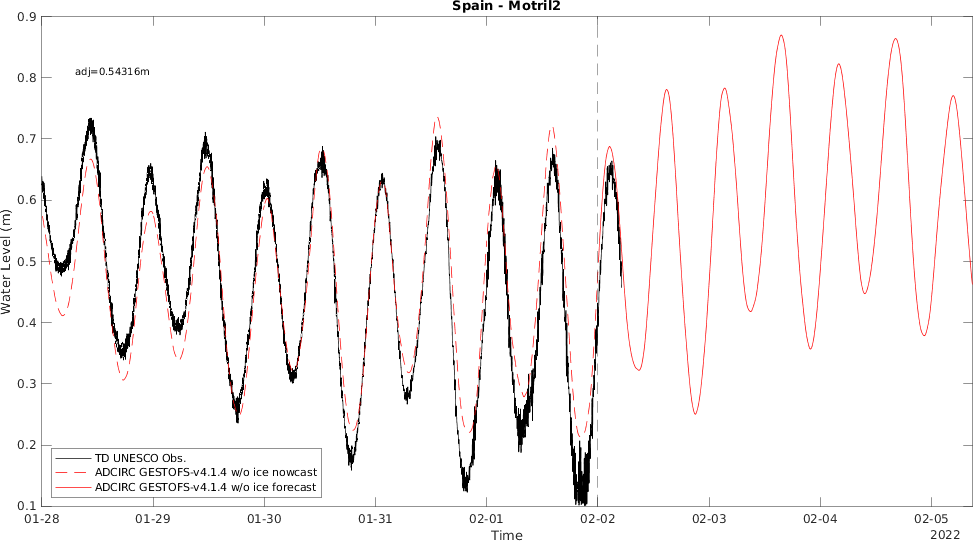 Spain - Motril2
adj=0.54316m
Water Level (m)
0.9
0.8
0.7
0.6
0.5
0.4
0.3
0.2
0.1
TD UNESCO Obs.
ADCIRC GESTOFS-v4.1.4 w/o ice nowcast
ADCIRC GESTOFS-v4.1.4 w/o ice forecast
01-28 01-29 01-30 01-31 02-01 02-02 02-03 02-04 02-05
Time
2022